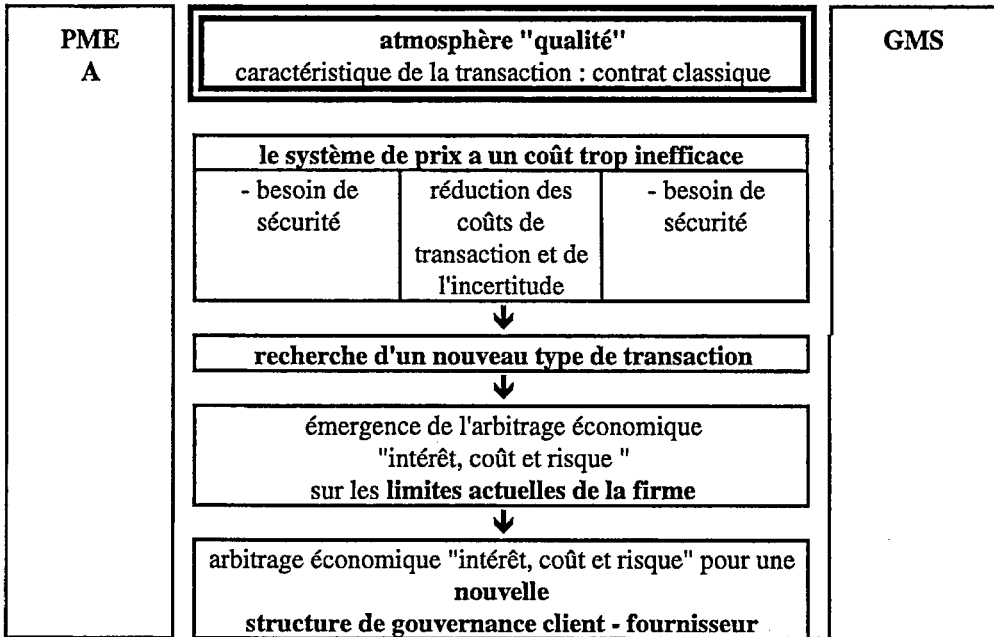 PME
A
atmosphère "qualité"
caractéristique de la transaction : contrat classique
GMS
le système de prix a un coût trop inefficace
- besoin de
sécurité
réduction des
coûts de
transaction et de
l'incertitude
- besoin de
sécurité
recherche d'un nouveau type de transaction
émergence de l'arbitrage économique
"intérêt, coût et risque "
sur les limites actuelles de la firme
arbitrage économique "intérêt, coût et risque" pour une
nouvelle
structure de gouvernance client - fournisseur